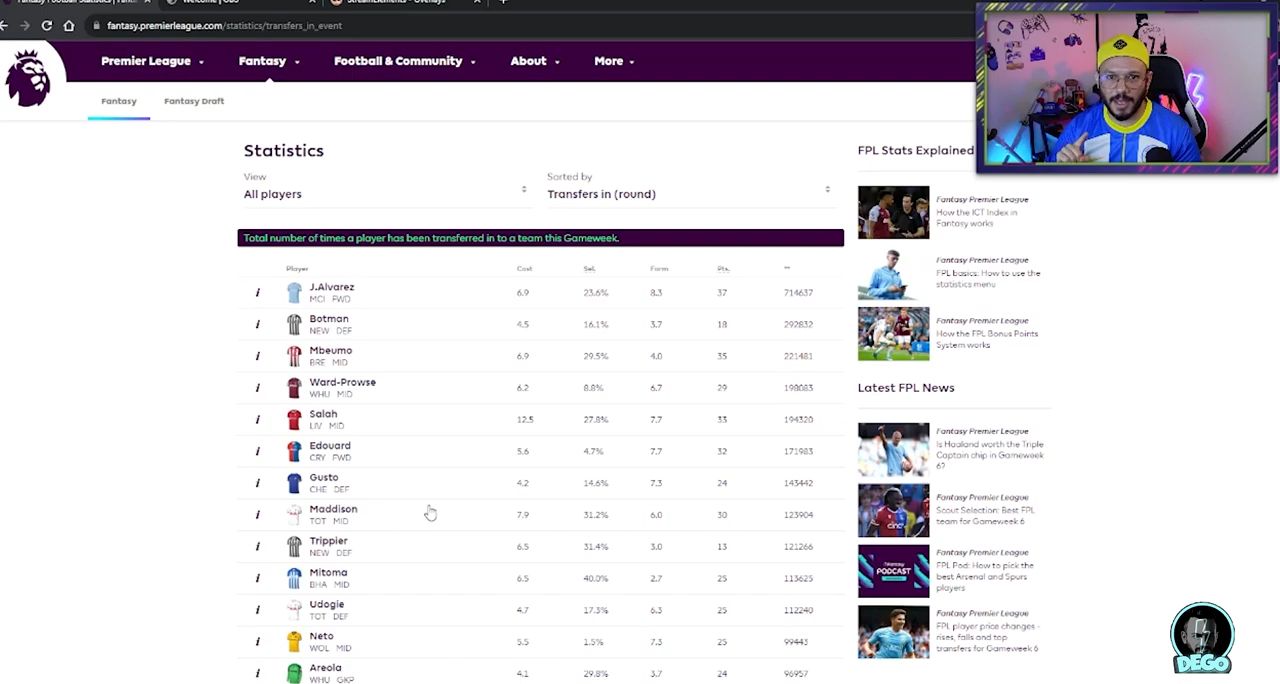 Fantasy Football Statistics |
Welcome | OBS
StreamElements - Overlays
fantasy.premierleague.com/statistics/transfers_in_event
Premier League
Fantasy
Football & Community
About
More
Fantasy
Fantasy Draft
Statistics
View
All players
Sorted by
Transfers in (round)
Total number of times a player has been transferred in to a team this Gameweek.
Player Cost Sel. Form Pts. **
i J.Alvarez MCI FWD 6.9 23.6% 8.3 37 714637
i Botman NEW DEF 4.5 16.1% 3.7 18 292832
i Mbeumo BRE MID 6.9 29.5% 4.0 35 221481
i Ward-Prowse WHU MID 6.2 8.8% 6.7 29 198083
i Salah LIV MID 12.5 27.8% 7.7 33 194320
i Edouard CRY FWD 5.6 4.7% 7.7 32 171983
i Gusto CHE DEF 4.2 14.6% 7.3 24 143442
i Maddison TOT MID 7.9 31.2% 6.0 30 123904
i Trippier NEW DEF 6.5 31.4% 3.0 13 121266
i Mitoma BHA MID 6.5 40.0% 2.7 25 113625
i Udogie TOT DEF 4.7 17.3% 6.3 25 112240
i Neto WOL MID 5.5 1.5% 7.3 25 99443
i Areola WHU GKP 4.1 29.8% 3.7 24 96957
FPL Stats Explained
Fantasy Premier League
How the ICT Index in
Fantasy works
Fantasy Premier League
FPL basics: How to use the
statistics menu
Fantasy Premier League
How the FPL Bonus Points
System works
Latest FPL News
Fantasy Premier League
Is Haaland worth the Triple
Captain chip in Gameweek
6?
Fantasy Premier League
Scout Selection: Best FPL
team for Gameweek 6
Fantasy
PODCAST
Fantasy Premier League
FPL Pod: How to pick the
best Arsenal and Spurs
players
Fantasy Premier League
FPL player price changes -
rises, falls and top
transfers for Gameweek 6
DEGO